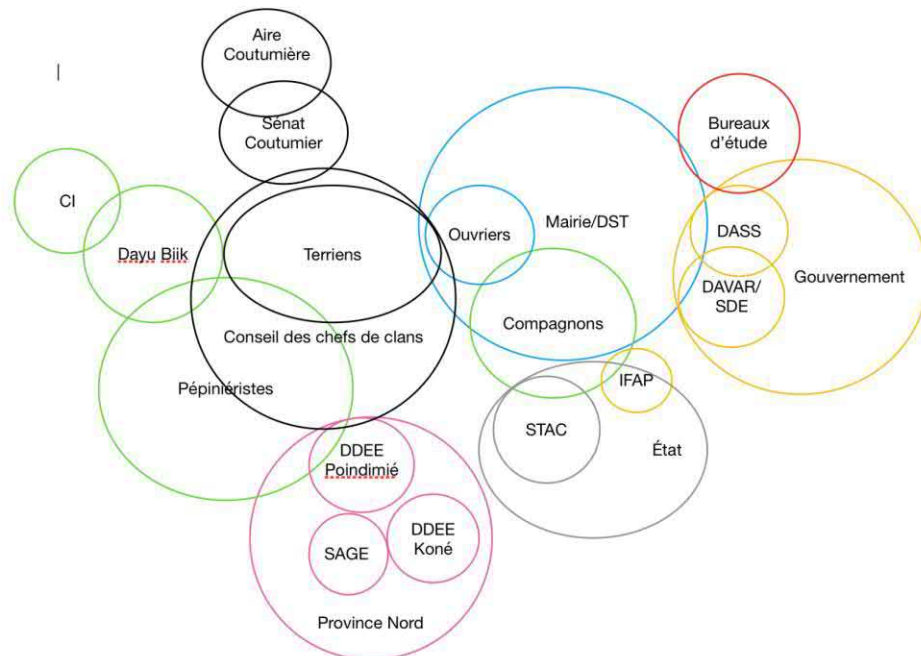 Aire
Coutumière
Sénat
Coutumier
Bureaux
d'étude
CI
Dayu Biik
Terriens
Ouvriers
Mairie/DST
DASS
Gouvernement
DAVAR/
SDE
Conseil des chefs de clans
Compagnons
Pépiniéristes
IFAP
STAC
État
DDEE
Poindimié
DDEE
Koné
SAGE
Province Nord